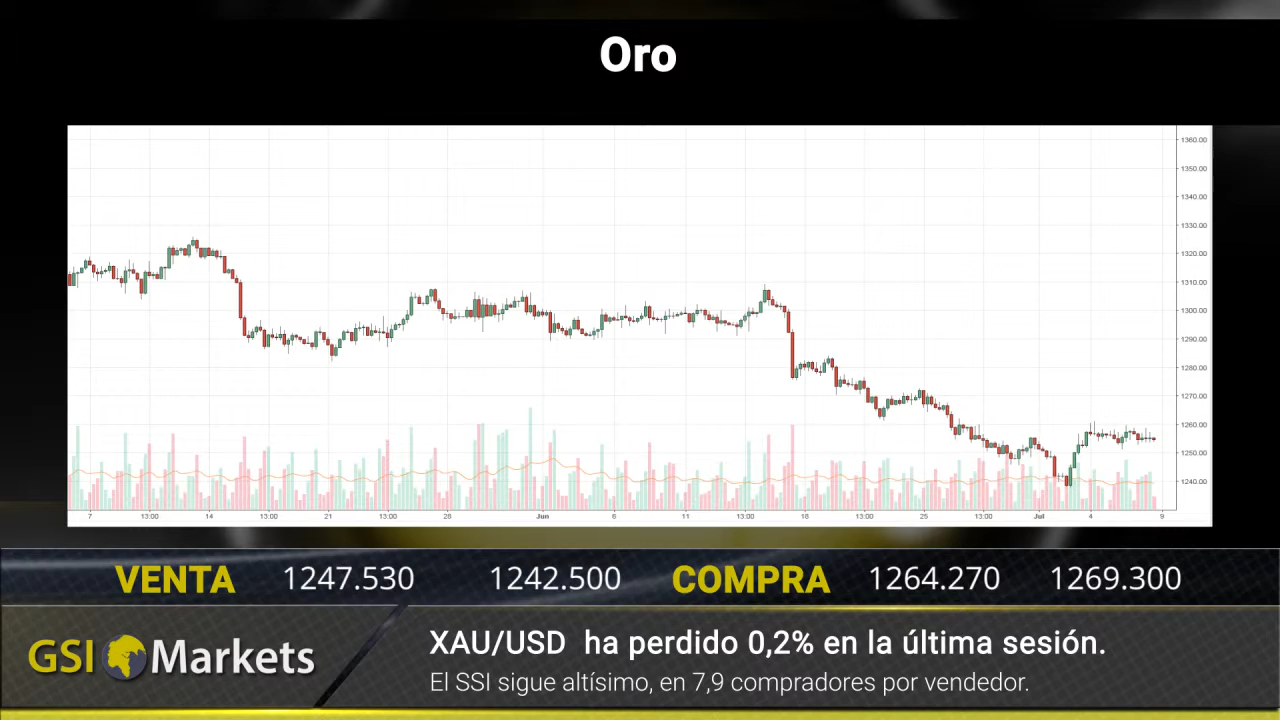 Oro
1360.00
1350.00
1340.00
1330.00
1320.00
1310.00
1300.00
1290.00
1280.00
1270.00
1260.00
1250.00
1240.00
7 13:00 14 13:00 21 13:00 28 Jun 6 11 13:00 18 13:00 25 13:00 Jul 4 9
VENTA 1247.530 1242.500 COMPRA 1264.270 1269.300
GSI Markets
XAU/USD ha perdido 0,2% en la última sesión.
El SSI sigue altísimo, en 7,9 compradores por vendedor.